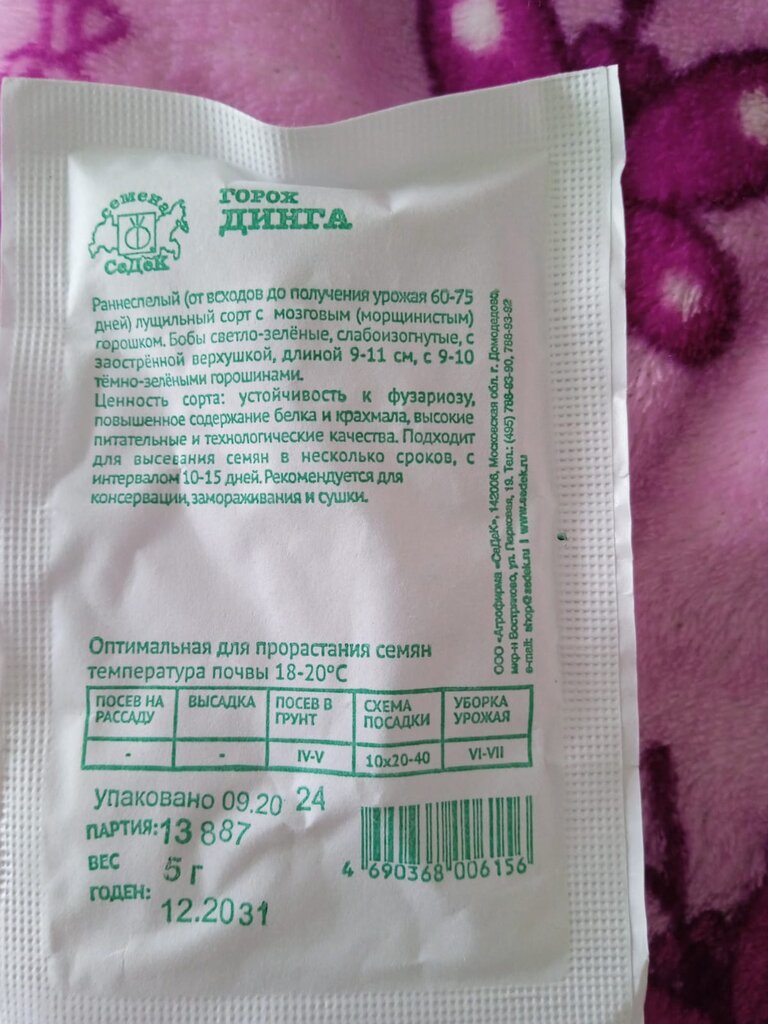 семена
СеДеК
ГОРОХ
ДИНГА
Раннеспелый (от всходов до получения урожая 60-75
дней) лущильный сорт с мозговым (морщинистым)
горошком. Бобы светло-зелёные, слабоизогнутые, с
заострённой верхушкой, длиной 9-11 см, с 9-10
тёмно-зелёными горошинами.
Ценность сорта: устойчивость к фузариозу,
повышенное содержание белка и крахмала, высокие
питательные и технологические качества. Подходит
для высевания семян в несколько сроков, с
интервалом 10-15 дней. Рекомендуется для
консервации, замораживания и сушки.
ООО «Агрофирма «СеДеК», 142006, Московская обл. г. Домодедово,
мкр-н Востряково, ул. Парковая, 19. Тел.: (495) 788-93-90, 788-93-92
e-mail: shop@sedek.ru | www.sedek.ru
Оптимальная для прорастания семян
температура почвы 18-20°С
ПОСЕВ НА РАССАДУ ВЫСАДКА ПОСЕВ В ГРУНТ СХЕМА ПОСАДКИ УБОРКА УРОЖАЯ
- - IV-V 10x20-40 VI-VII
Упаковано 09.20 24
ПАРТИЯ: 13 887
ВЕС 5 г
ГОДЕН: 12.2031
4 690368 006156